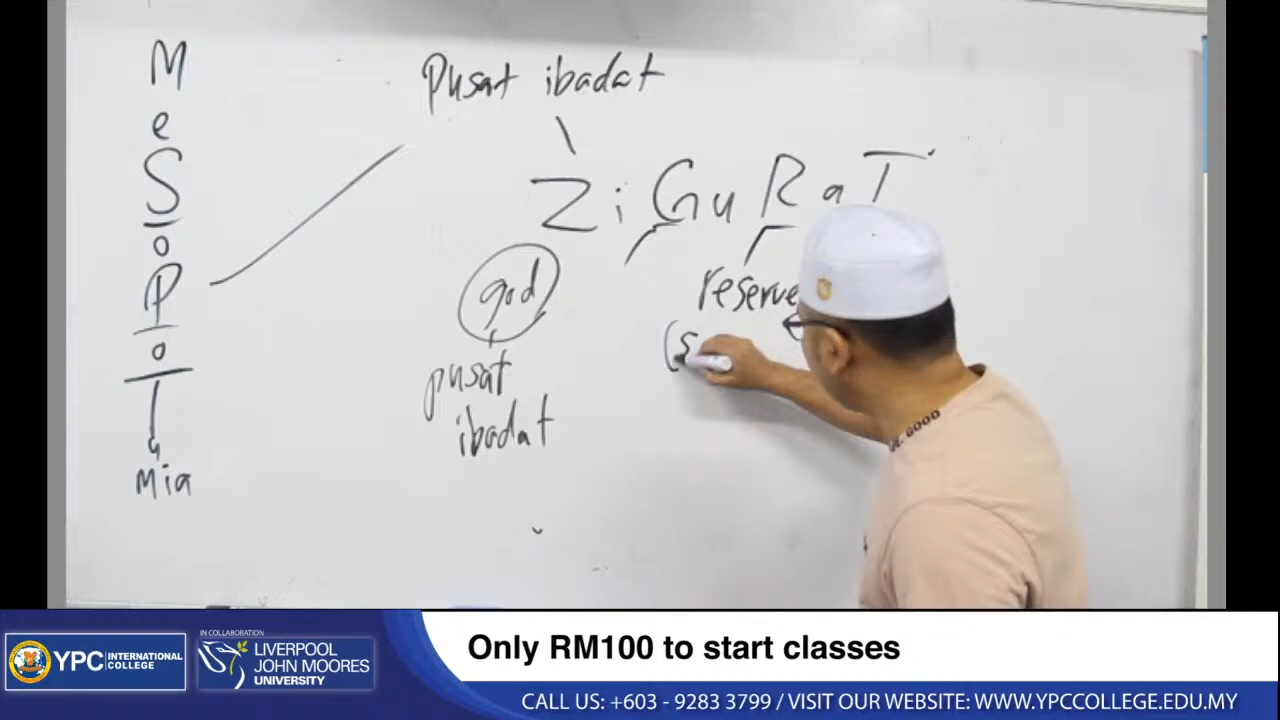 M
e
S
o
P
o
T
a
Mia
Pusat ibadat
ZiGuRaT
god
pusat
ibadat
reserve
(s
YPC INTERNATIONAL
COLLEGE
IN COLLABORATION
LIVERPOOL
JOHN MOORES
UNIVERSITY
Only RM100 to start classes
CALL US: +603 - 9283 3799 / VISIT OUR WEBSITE: WWW.YPCCOLLEGE.EDU.MY